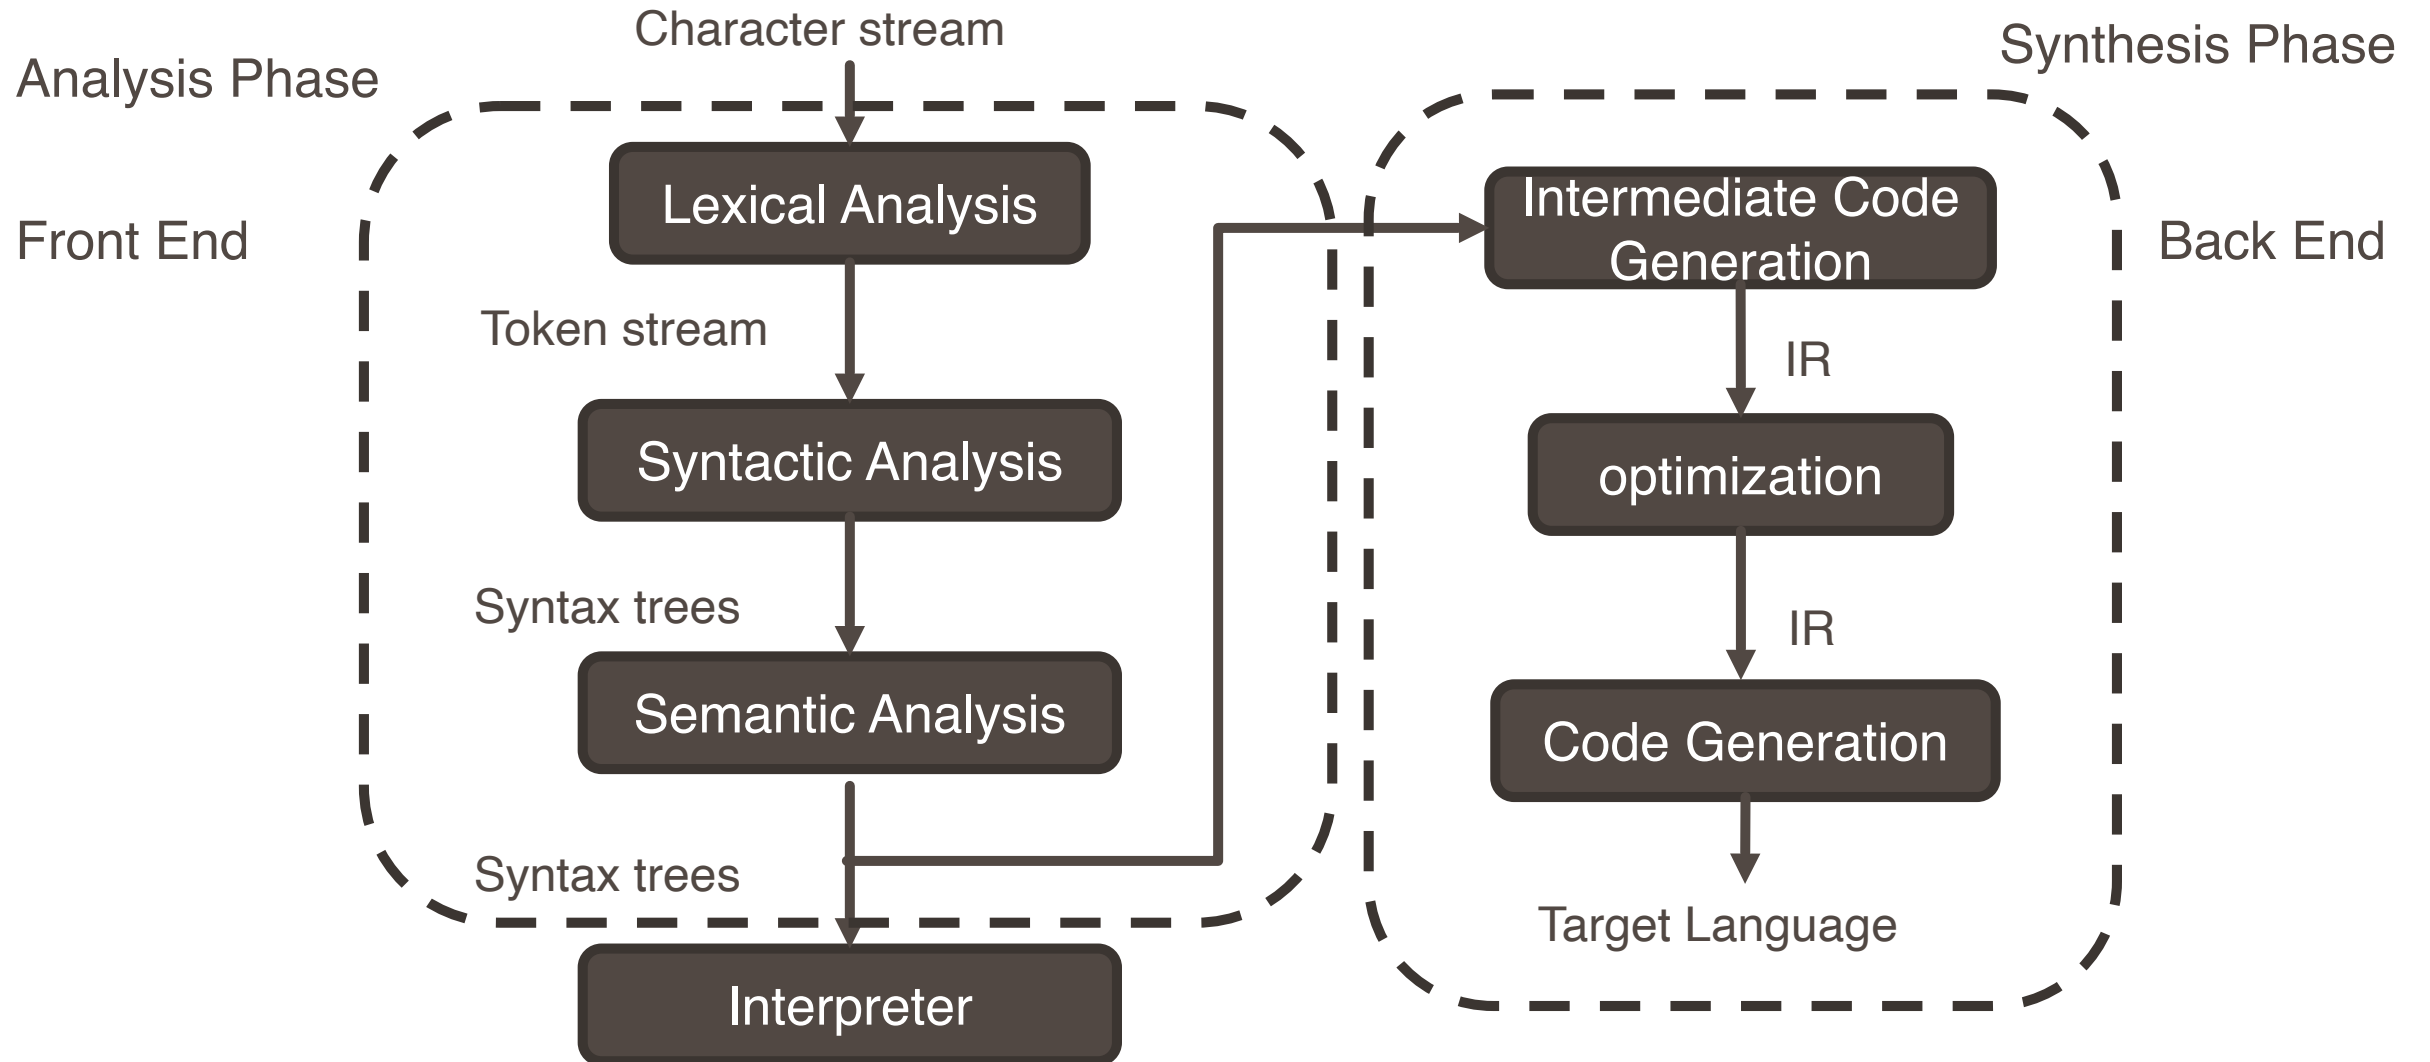 Character stream
Analysis Phase
Front End
Lexical Analysis
Token stream
Syntactic Analysis
Syntax trees
Semantic Analysis
Syntax trees
Interpreter
Synthesis Phase
Back End
Intermediate Code
Generation
IR
optimization
IR
Code Generation
Target Language